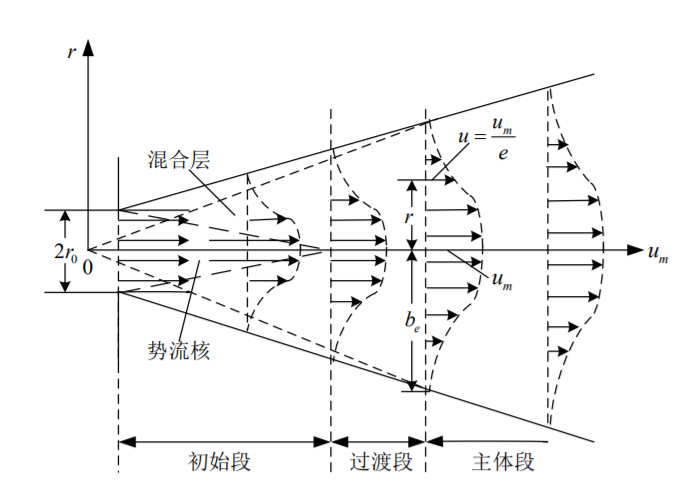 r
u = u_m / e
混合层
r
2r₀
0
u_m
u_m
b_e
势流核
初始段
过渡段
主体段